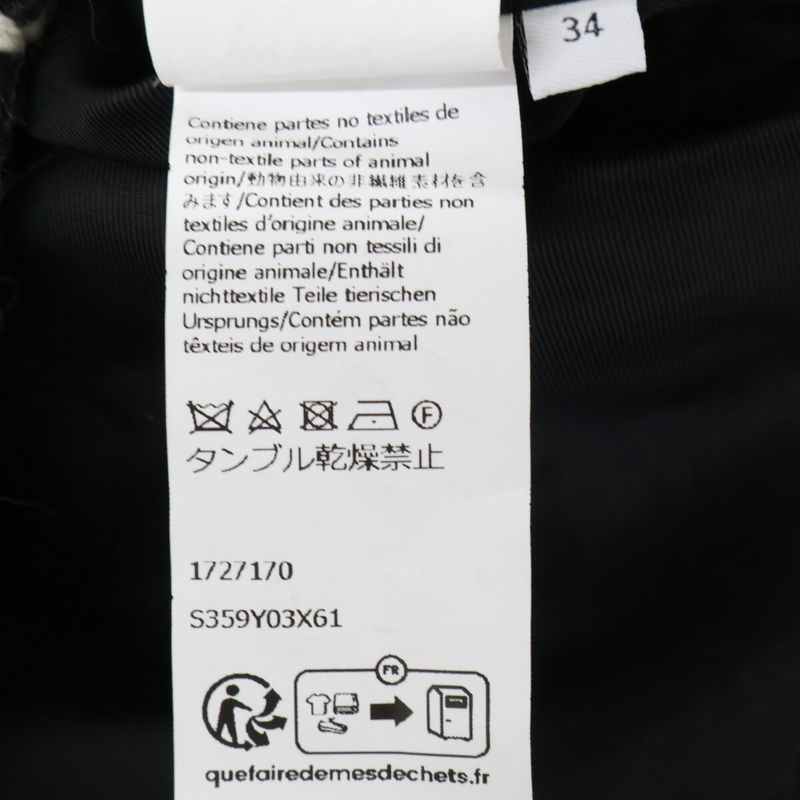 34
Contiene partes no textiles de
origen animal/Contains
non-textile parts of animal
origin/動物由来の非繊維素材を含
みます/Contient des parties non
textiles d'origine animale/
Contiene parti non tessili di
origine animale/Enthält
nichttextile Teile tierischen
Ursprungs/Contém partes não
têxteis de origem animal
F
タンブル乾燥禁止
1727170
S359Y03X61
FR
quefairedemesdechets.fr